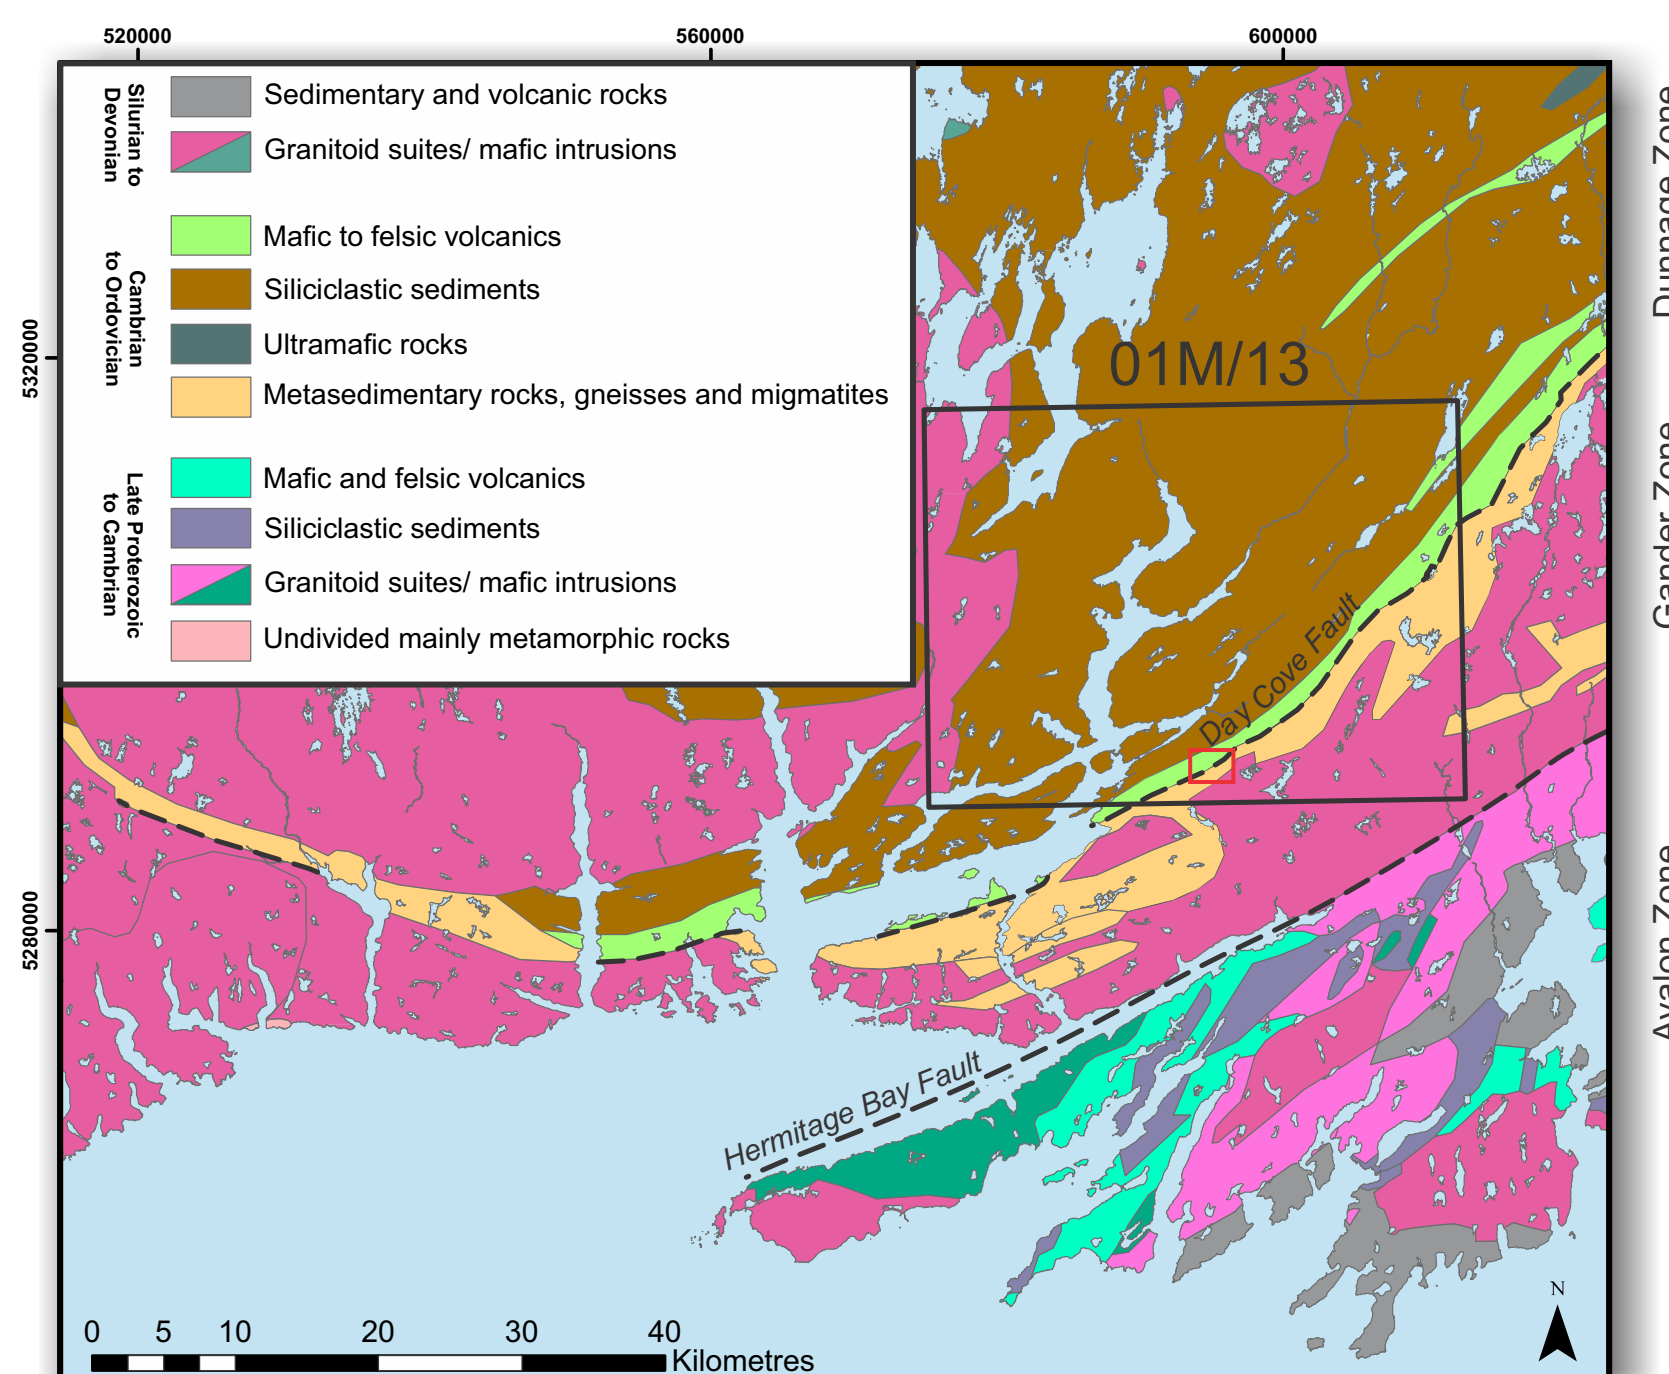 520000
560000
600000
5320000
5280000
Silurian to
Devonian
Sedimentary and volcanic rocks
Granitoid suites/ mafic intrusions
Cambrian
to Ordovician
Mafic to felsic volcanics
Siliciclastic sediments
Ultramafic rocks
Metasedimentary rocks, gneisses and migmatites
Late Proterozoic
to Cambrian
Mafic and felsic volcanics
Siliciclastic sediments
Granitoid suites/ mafic intrusions
Undivided mainly metamorphic rocks
01M/13
Day Cove Fault
Hermitage Bay Fault
Dunnage Zone
Gander Zone
Avalon Zone
N
0 5 10 20 30 40
Kilometres